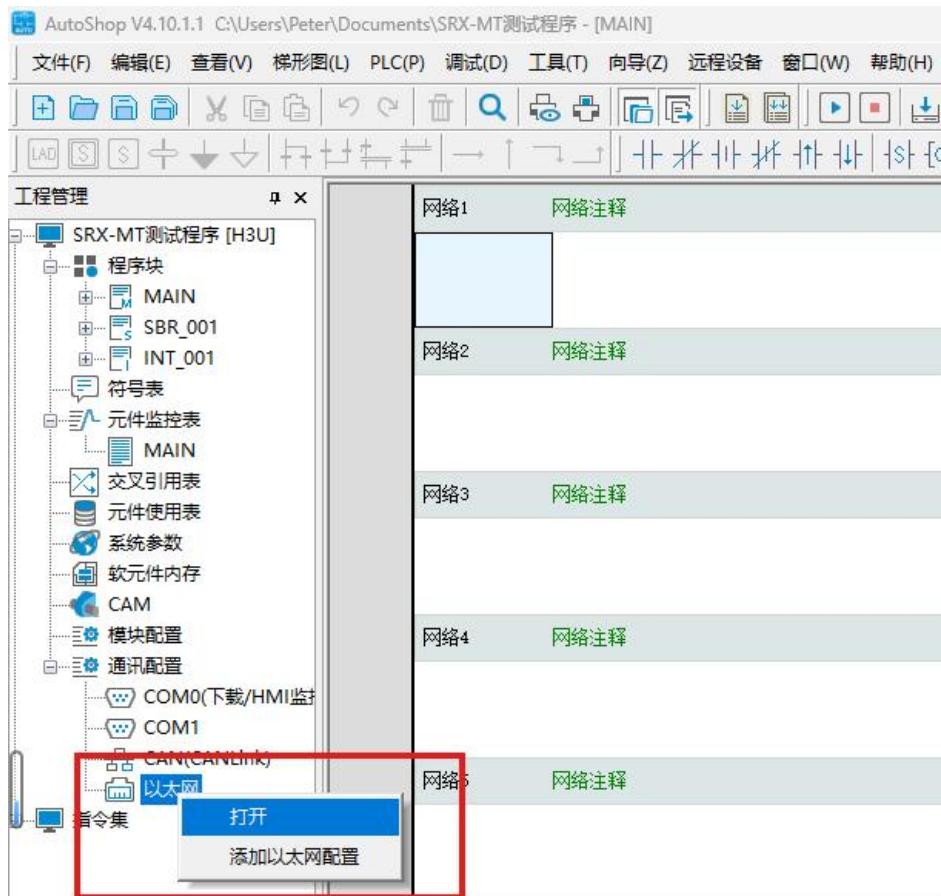 AutoShop V4.10.1.1 C:\Users\Peter\Documents\SRX-MT测试程序 - [MAIN]
文件(F) 编辑(E) 查看(V) 梯形图(L) PLC(P) 调试(D) 工具(T) 向导(Z) 远程设备 窗口(W) 帮助(H)
LAD S S
工程管理
SRX-MT测试程序 [H3U]
程序块
MAIN
SBR_001
INT_001
符号表
元件监控表
MAIN
交叉引用表
元件使用表
系统参数
软元件内存
CAM
模块配置
通讯配置
COM0(下载/HMI监
COM1
CAN(CANLink)
以太网
指令集
打开
添加以太网配置
网络1 网络注释
网络2 网络注释
网络3 网络注释
网络4 网络注释
网络5 网络注释